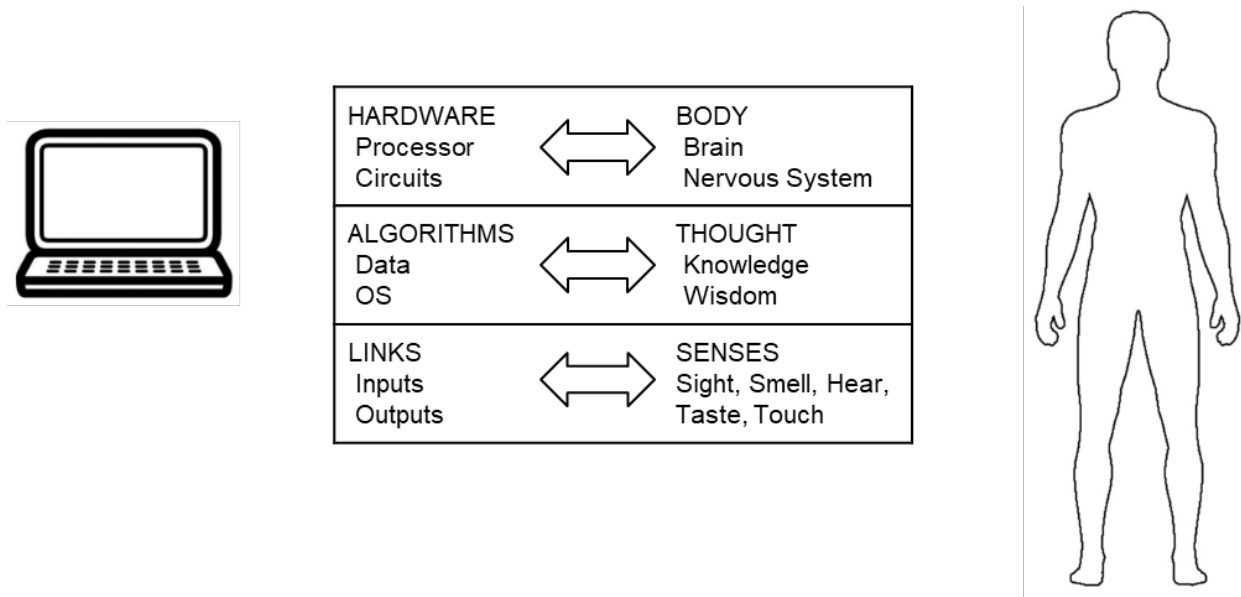 HARDWARE
Processor
Circuits
BODY
Brain
Nervous System
ALGORITHMS
Data
OS
THOUGHT
Knowledge
Wisdom
LINKS
Inputs
Outputs
SENSES
Sight, Smell, Hear,
Taste, Touch